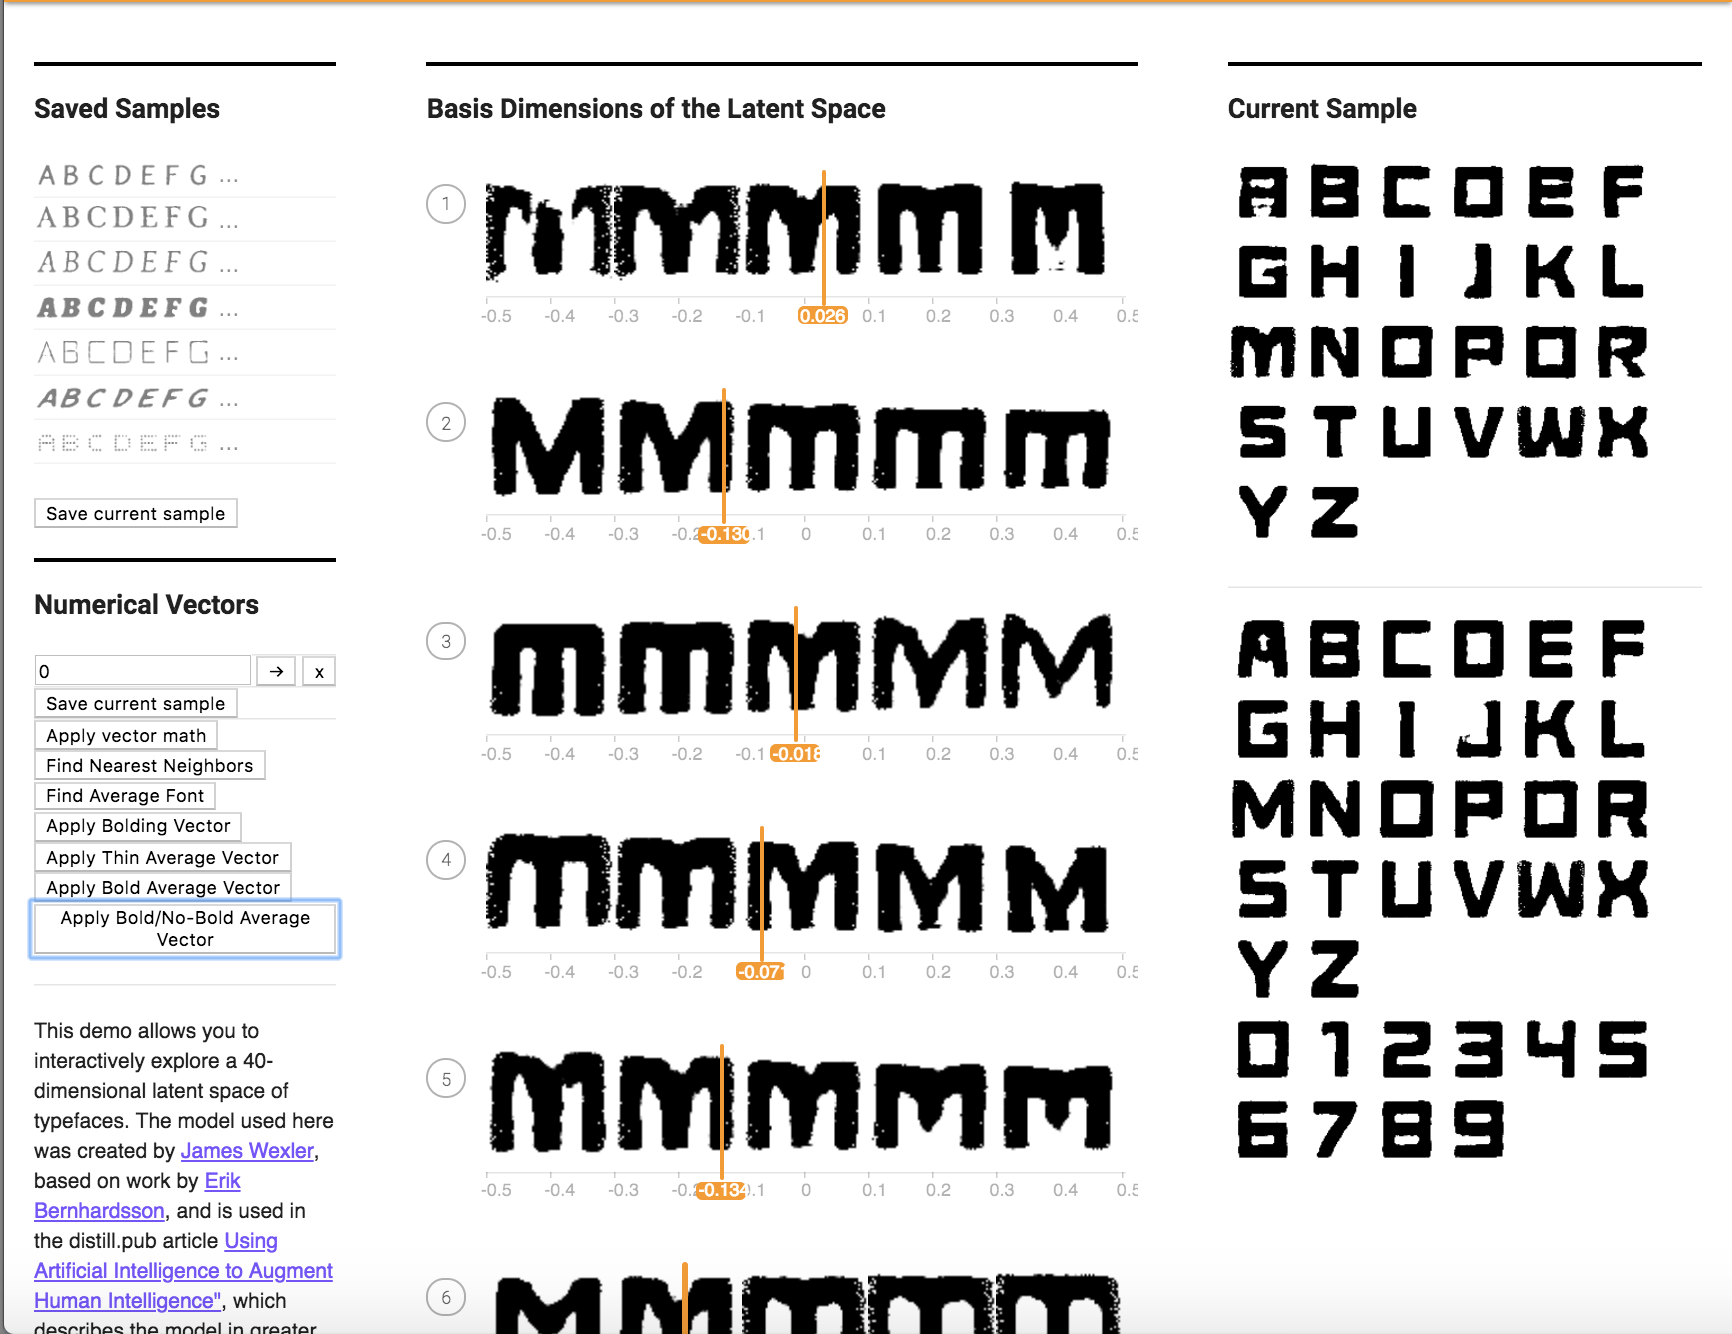 Saved Samples
A B C D E F G ...
A B C D E F G ...
A B C D E F G ...
A B C D E F G ...
A B C D E F G ...
A B C D E F G ...
A B C D E F G ...
Save current sample
Numerical Vectors
0 → x
Save current sample
Apply vector math
Find Nearest Neighbors
Find Average Font
Apply Bolding Vector
Apply Thin Average Vector
Apply Bold Average Vector
Apply Bold/No-Bold Average
Vector
This demo allows you to
interactively explore a 40-
dimensional latent space of
typefaces. The model used here
was created by James Wexler,
based on work by Erik
Bernhardsson, and is used in
the distill.pub article Using
Artificial Intelligence to Augment
Human Intelligence", which
describes the model in greater
Basis Dimensions of the Latent Space
1
M M M M M
-0.5 -0.4 -0.3 -0.2 -0.1 0.026 0.1 0.2 0.3 0.4 0.5
2
M M M M M
-0.5 -0.4 -0.3 -0.2 -0.130 0.1 0 0.1 0.2 0.3 0.4 0.5
3
M M M M M
-0.5 -0.4 -0.3 -0.2 -0.1 -0.018 0.1 0.2 0.3 0.4 0.5
4
M M M M M
-0.5 -0.4 -0.3 -0.2 -0.071 0 0.1 0.2 0.3 0.4 0.5
5
M M M M M
-0.5 -0.4 -0.3 -0.2 -0.134 0.1 0 0.1 0.2 0.3 0.4 0.5
6
M M M M M
Current Sample
A B C D E F
G H I J K L
M N O P Q R
S T U V W X
Y Z
A B C D E F
G H I J K L
M N O P Q R
S T U V W X
Y Z
0 1 2 3 4 5
6 7 8 9